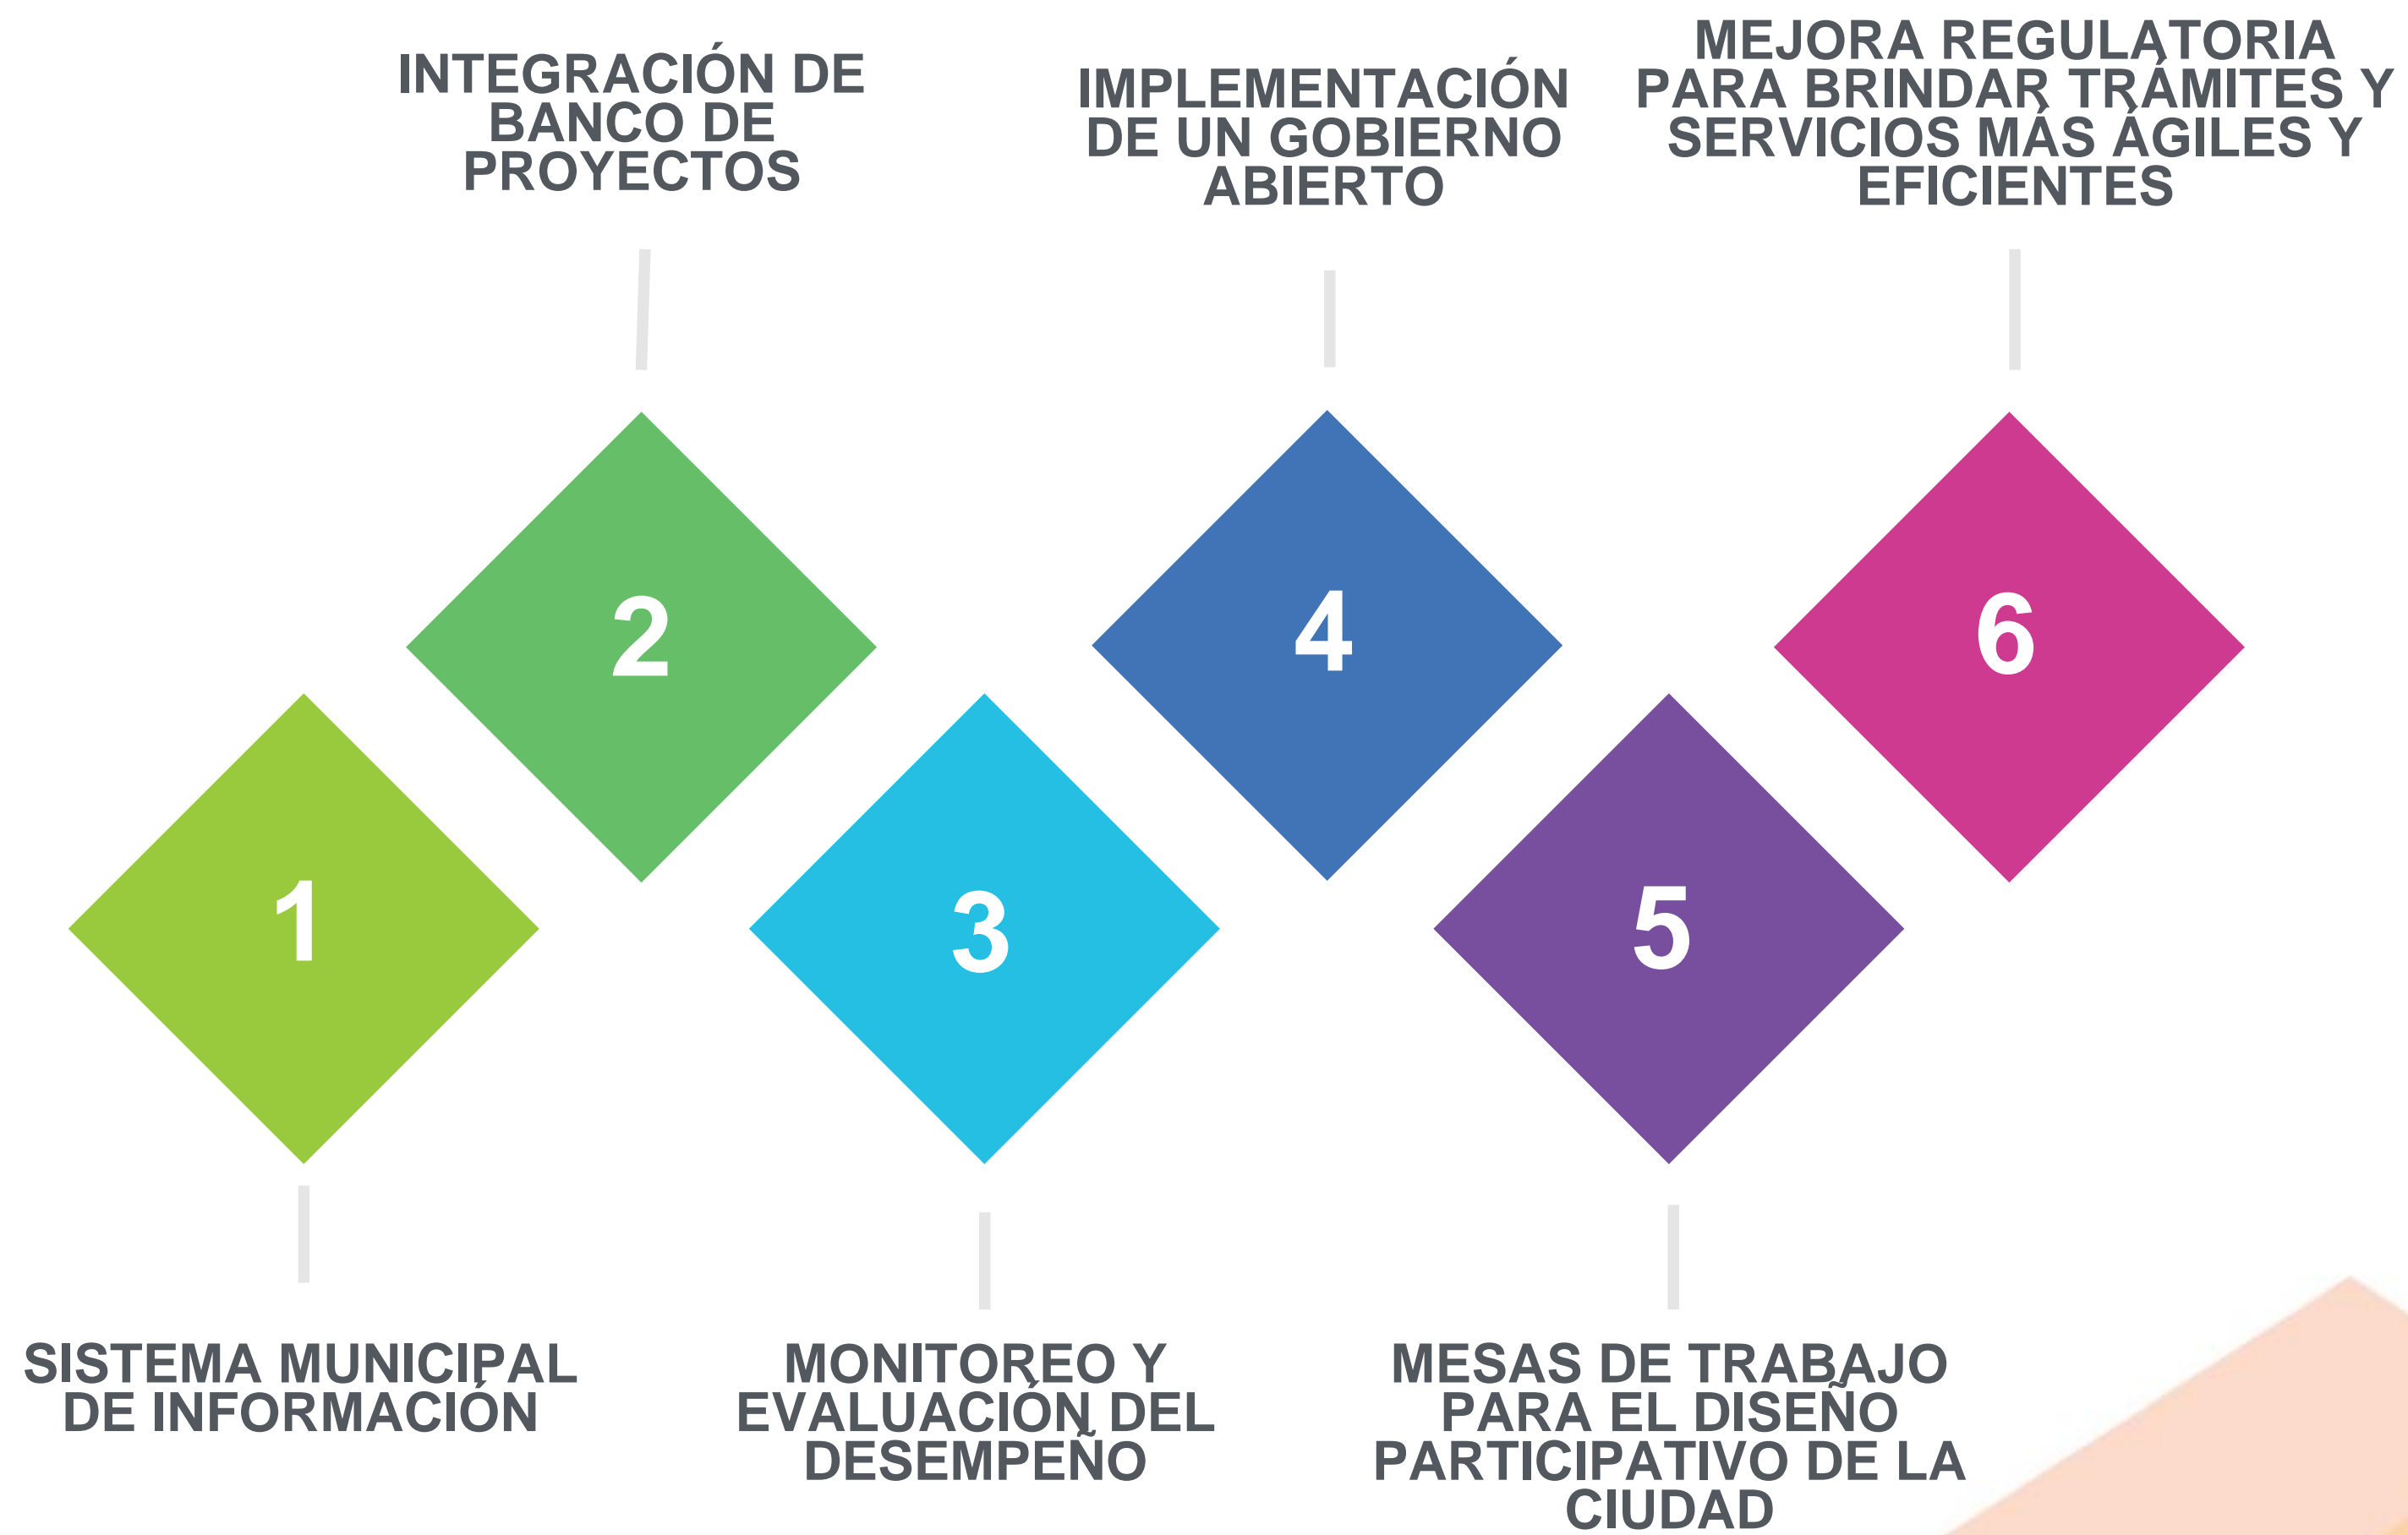 INTEGRACIÓN DE
BANCO DE
PROYECTOS
IMPLEMENTACIÓN
DE UN GOBIERNO
ABIERTO
MEJORA REGULATORIA
PARA BRINDAR TRÁMITES Y
SERVICIOS MÁS ÁGILES Y
EFICIENTES
2
4
6
1
3
5
SISTEMA MUNICIPAL
DE INFORMACIÓN
MONITOREO Y
EVALUACIÓN DEL
DESEMPEÑO
MESAS DE TRABAJO
PARA EL DISEÑO
PARTICIPATIVO DE LA
CIUDAD